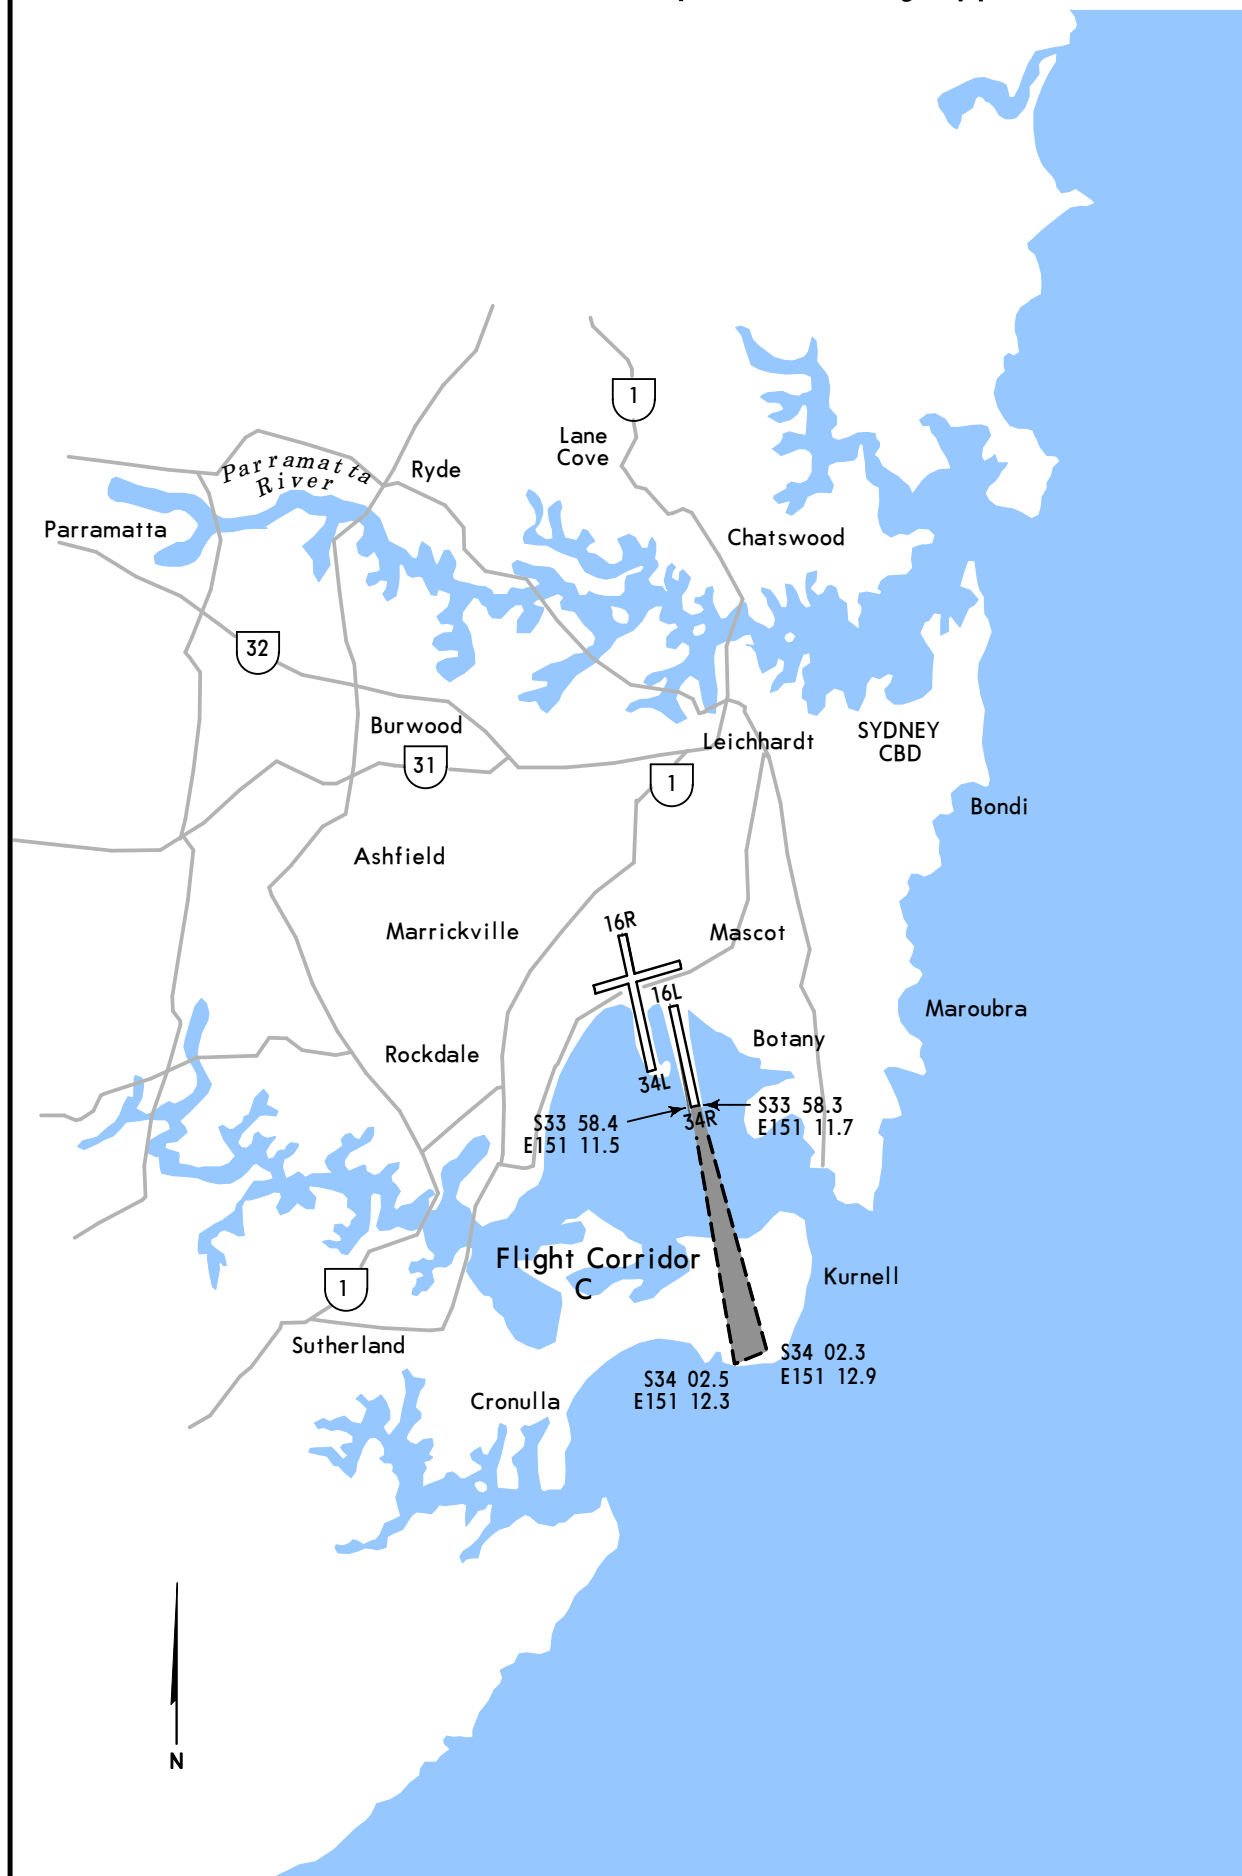 1
Lane
Cove
Parramatta
River
Ryde
Parramatta
Chatswood
32
Burwood
SYDNEY
CBD
Leichhardt
31
1
Bondi
Ashfield
16R
Marrickville
Mascot
16L
Maroubra
Botany
Rockdale
34L
S33 58.3
E151 11.7
34R
S33 58.4
E151 11.5
Flight Corridor
C
Kurnell
1
Sutherland
S34 02.3
E151 12.9
S34 02.5
E151 12.3
Cronulla
N